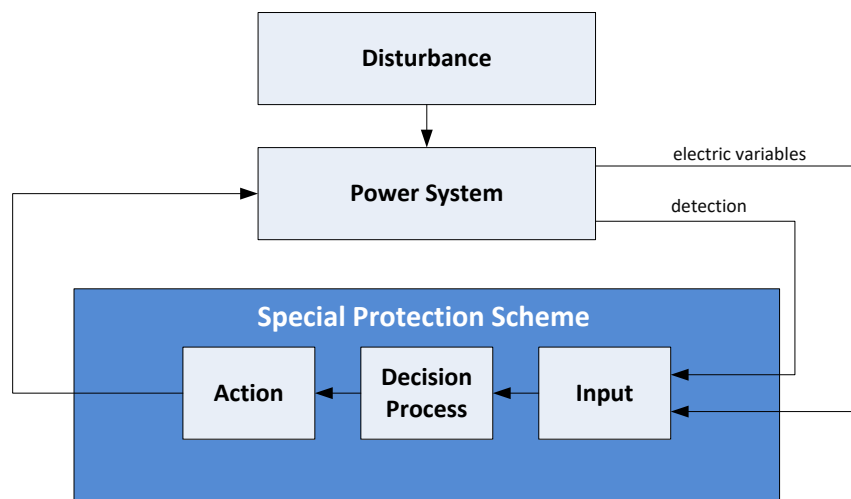 Disturbance
electric variables
Power System
detection
Special Protection Scheme
Action
Decision
Process
Input